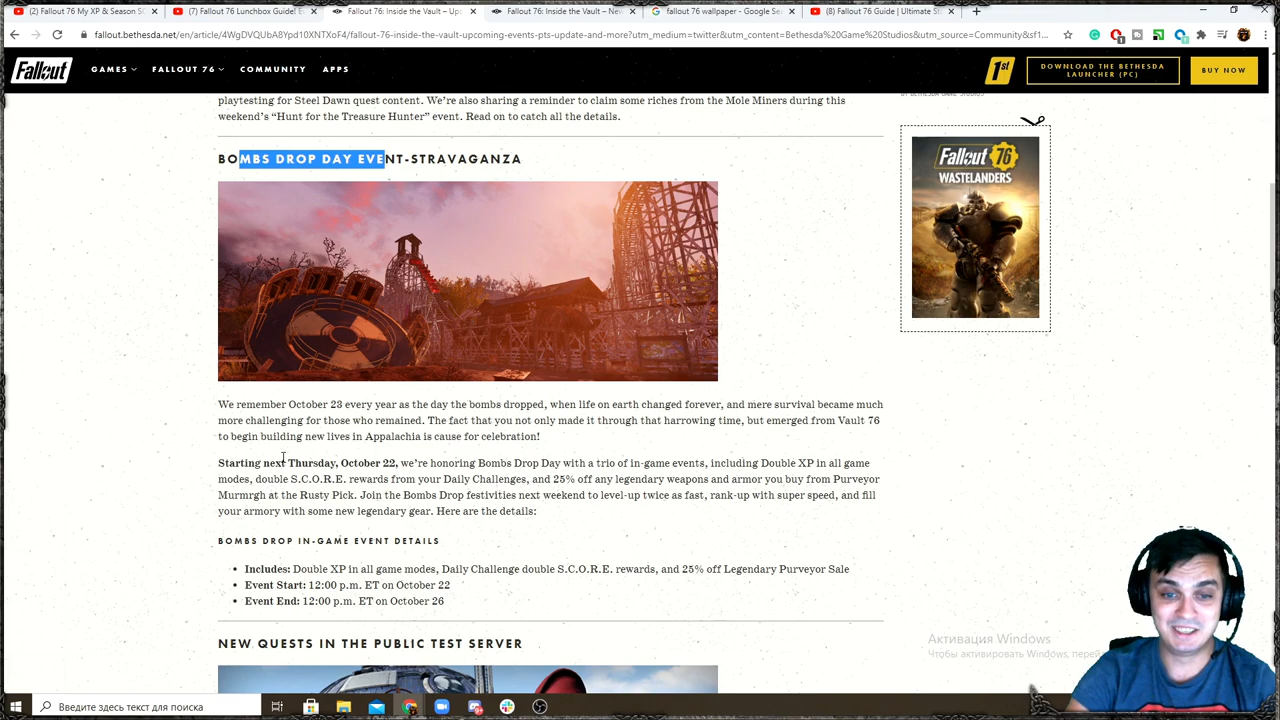 (2) Fallout 76 My XP & Season S
(7) Fallout 76 Lunchbox Guide! E
Fallout 76: Inside the Vault – Up
Fallout 76: Inside the Vault – New
fallout 76 wallpaper - Google Se
(8) Fallout 76 Guide | Ultimate St
fallout.bethesda.net/en/article/4WgDVQUbA8Ypd10XNTXoF4/fallout-76-inside-the-vault-upcoming-events-pts-update-and-more?utm_medium=twitter&utm_content=Bethesda%20Game%20Studios&utm_source=Community&sf1...
Fallout
GAMES
FALLOUT 76
COMMUNITY
APPS
1st
DOWNLOAD THE BETHESDA
LAUNCHER (PC)
BUY NOW
playtesting for Steel Dawn quest content. We’re also sharing a reminder to claim some riches from the Mole Miners during this
weekend’s “Hunt for the Treasure Hunter” event. Read on to catch all the details.
BY BETHESDA GAME STUDIOS
Fallout 76
WASTELANDERS
BOMBS DROP DAY EVENT-STRAVAGANZA
We remember October 23 every year as the day the bombs dropped, when life on earth changed forever, and mere survival became much
more challenging for those who remained. The fact that you not only made it through that harrowing time, but emerged from Vault 76
to begin building new lives in Appalachia is cause for celebration!
Starting next Thursday, October 22, we’re honoring Bombs Drop Day with a trio of in-game events, including Double XP in all game
modes, double S.C.O.R.E. rewards from your Daily Challenges, and 25% off any legendary weapons and armor you buy from Purveyor
Murmrgh at the Rusty Pick. Join the Bombs Drop festivities next weekend to level-up twice as fast, rank-up with super speed, and fill
your armory with some new legendary gear. Here are the details:
BOMBS DROP IN-GAME EVENT DETAILS
Includes: Double XP in all game modes, Daily Challenge double S.C.O.R.E. rewards, and 25% off Legendary Purveyor Sale
Event Start: 12:00 p.m. ET on October 22
Event End: 12:00 p.m. ET on October 26
NEW QUESTS IN THE PUBLIC TEST SERVER
Активация Windows
Чтобы активировать Windows, перей
Введите здесь текст для поиска